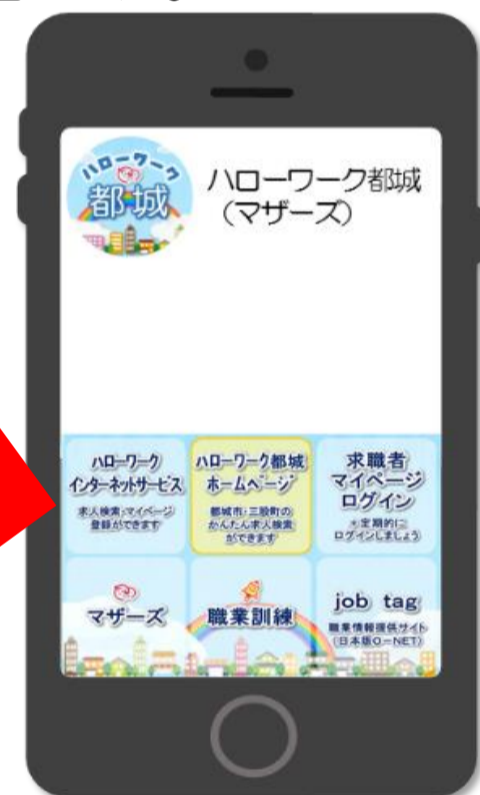 ハローワーク
都城
ハローワーク都城
（マザーズ）
ハローワーク
インターネットサービス
求人検索・マイページ
登録ができます
ハローワーク都城
ホームページ
都城市・三股町の
かんたん求人検索
ができます
求職者
マイページ
ログイン
＊定期的に
ログインしましょう
マザーズ
職業訓練
job tag
職業情報提供サイト
（日本版O－NET）